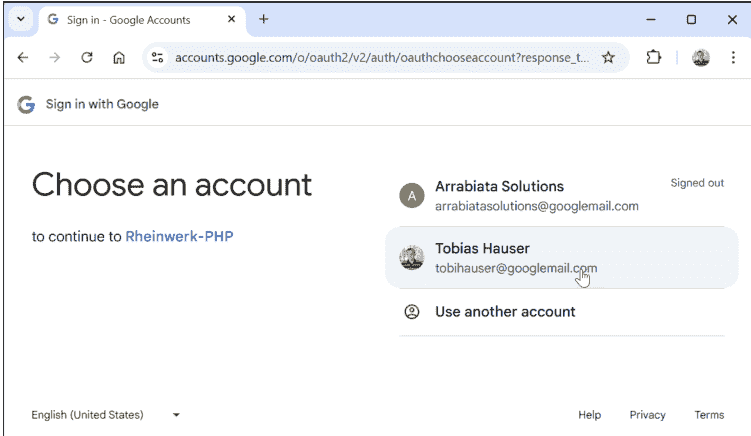 Sign in - Google Accounts
accounts.google.com/o/oauth2/v2/auth/oauthchooseaccount?response_t...
Sign in with Google
Choose an account
to continue to Rheinwerk-PHP
A
Arrabiata Solutions
Signed out
arrabiatasolutions@googlemail.com
Tobias Hauser
tobihauser@googlemail.com
Use another account
English (United States)
Help Privacy Terms